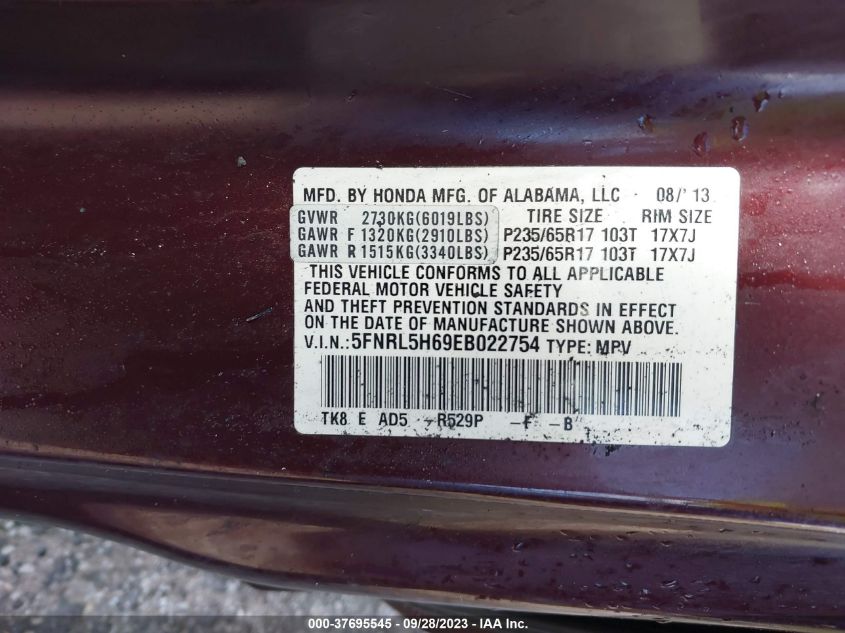 MFD. BY HONDA MFG. OF ALABAMA, LLC 08/'13
GVWR 2730KG(6019LBS) TIRE SIZE RIM SIZE
GAWR F 1320KG(2910LBS) P235/65R17 103T 17X7J
GAWR R 1515KG(3340LBS) P235/65R17 103T 17X7J
THIS VEHICLE CONFORMS TO ALL APPLICABLE
FEDERAL MOTOR VEHICLE SAFETY
AND THEFT PREVENTION STANDARDS IN EFFECT
ON THE DATE OF MANUFACTURE SHOWN ABOVE.
V.I.N.:5FNRL5H69EB022754 TYPE: MPV
TK8 E AD5 —R529P —F —B
000-37695545 - 09/28/2023 - IAA Inc.